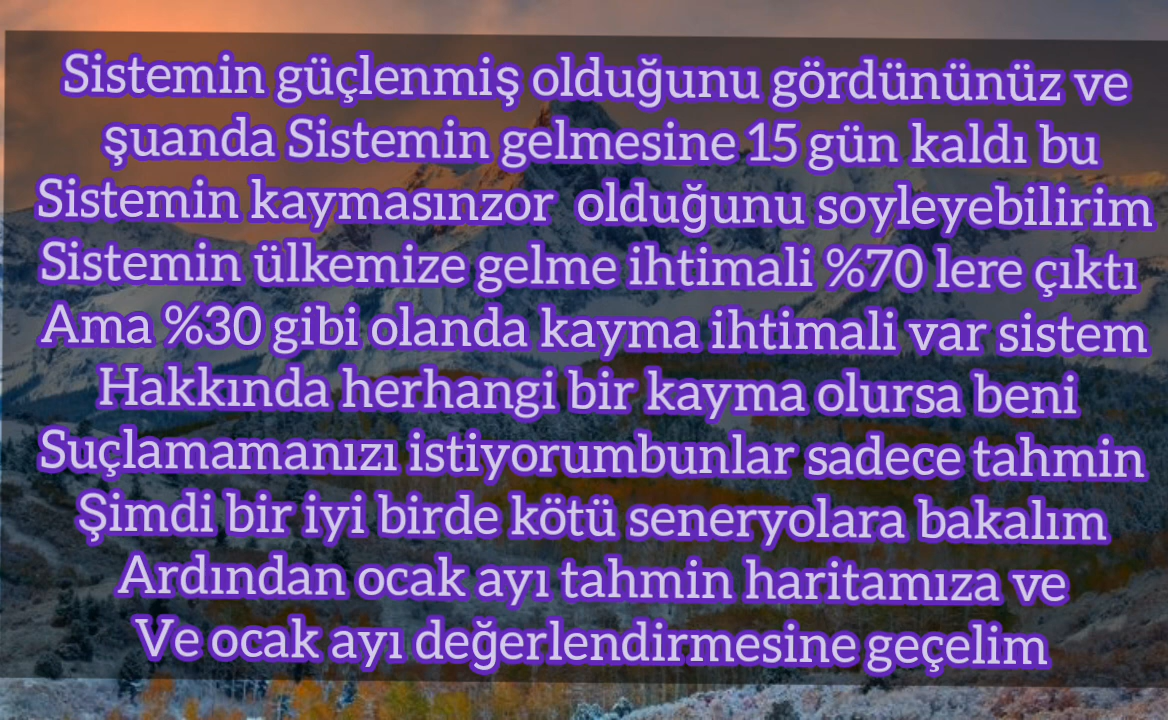 Sistemin güçlenmiş olduğunu gördününüz ve
şuanda Sistemin gelmesine 15 gün kaldı bu
Sistemin kaymasınzor olduğunu soyleyebilirim
Sistemin ülkemize gelme ihtimali %70 lere çıktı
Ama %30 gibi olanda kayma ihtimali var sistem
Hakkında herhangi bir kayma olursa beni
Suçlamamanızı istiyorumbunlar sadece tahmin
Şimdi bir iyi birde kötü seneryolara bakalım
Ardından ocak ayı tahmin haritamıza ve
Ve ocak ayı değerlendirmesine geçelim